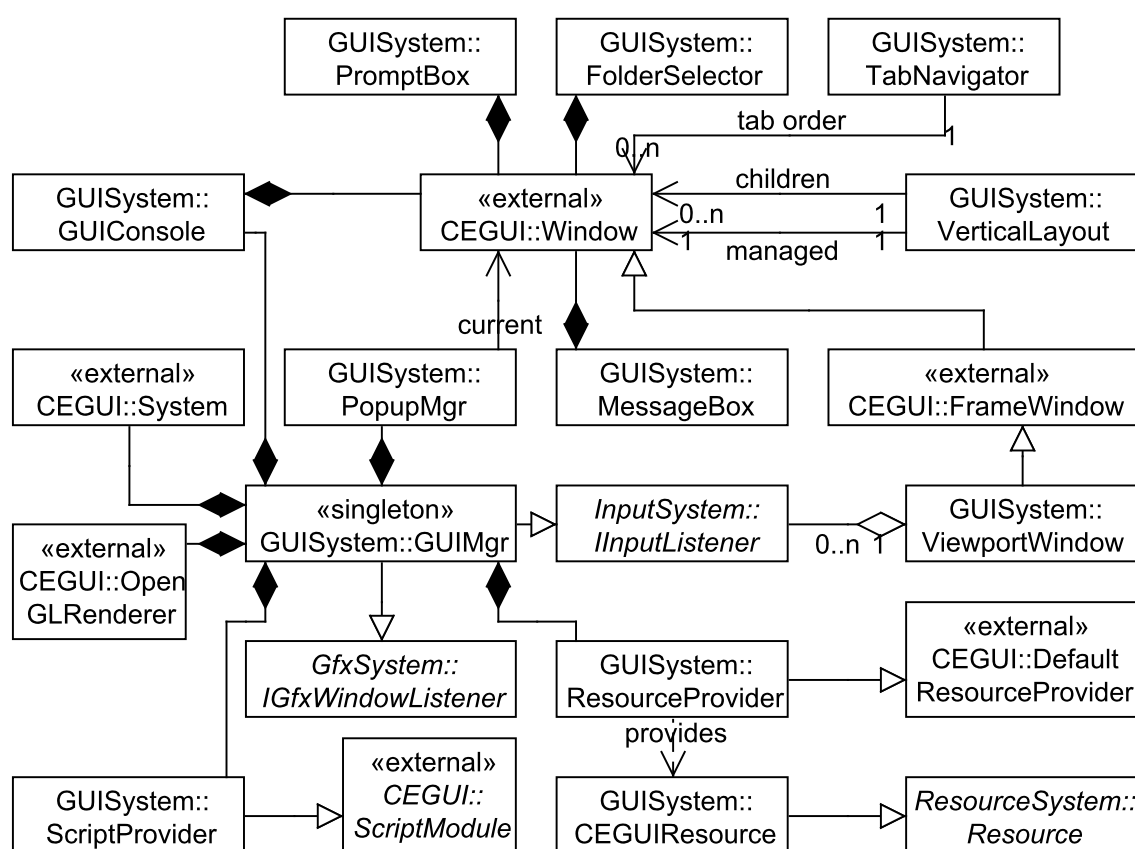 GUISystem::
PromptBox
GUISystem::
FolderSelector
GUISystem::
TabNavigator
tab order
1
0..n
GUISystem::
GUIConsole
«external»
CEGUI::Window
children
0..n
1
1
1
managed
GUISystem::
VerticalLayout
current
«external»
CEGUI::System
GUISystem::
PopupMgr
GUISystem::
MessageBox
«external»
CEGUI::FrameWindow
«singleton»
GUISystem::GUIMgr
InputSystem::
IInputListener
0..n
1
GUISystem::
ViewportWindow
«external»
CEGUI::Open
GLRenderer
GfxSystem::
IGfxWindowListener
GUISystem::
ResourceProvider
«external»
CEGUI::Default
ResourceProvider
provides
GUISystem::
ScriptProvider
«external»
CEGUI::
ScriptModule
GUISystem::
CEGUIResource
ResourceSystem::
Resource